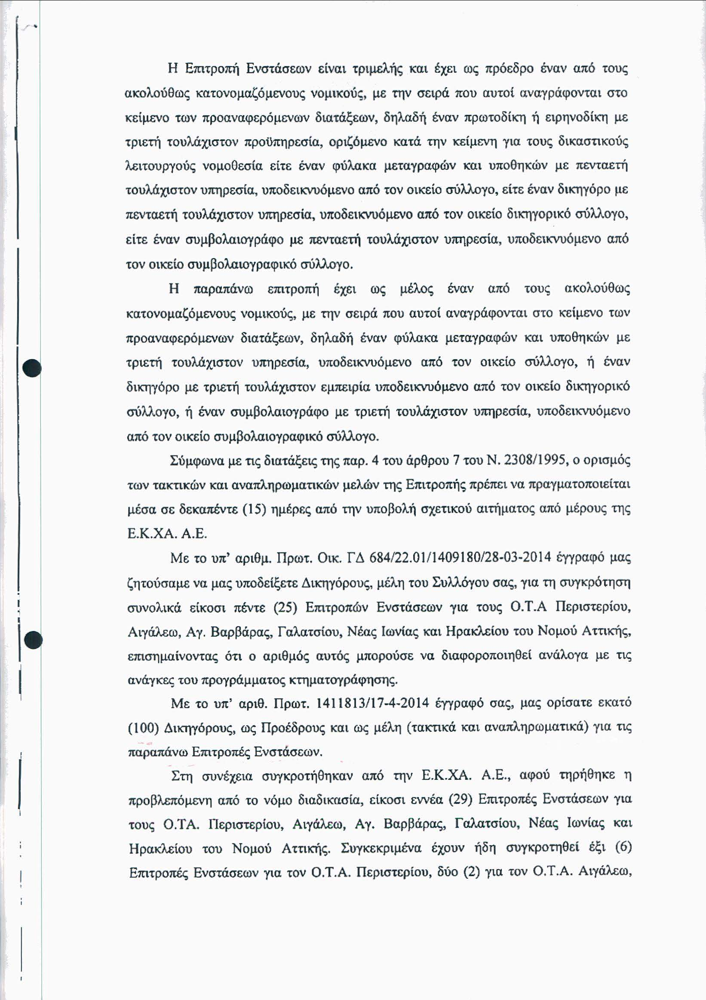 Η Επιτροπή Ενστάσεων είναι τριμελής και έχει ως πρόεδρο έναν από τους
ακολούθως κατονομαζόμενους νομικούς, με την σειρά που αυτοί αναγράφονται στο
κείμενο των προαναφερόμενων διατάξεων, δηλαδή έναν πρωτοδίκη ή ειρηνοδίκη με
τριετή τουλάχιστον προϋπηρεσία, οριζόμενο κατά την κείμενη για τους δικαστικούς
λειτουργούς νομοθεσία είτε έναν φύλακα μεταγραφών και υποθηκών με πενταετή
τουλάχιστον υπηρεσία, υποδεικνυόμενο από τον οικείο σύλλογο, είτε έναν δικηγόρο με
πενταετή τουλάχιστον υπηρεσία, υποδεικνυόμενο από τον οικείο δικηγορικό σύλλογο,
είτε έναν συμβολαιογράφο με πενταετή τουλάχιστον υπηρεσία, υποδεικνυόμενο από
τον οικείο συμβολαιογραφικό σύλλογο.
Η παραπάνω επιτροπή έχει ως μέλος έναν από τους ακολούθως
κατονομαζόμενους νομικούς, με την σειρά που αυτοί αναγράφονται στο κείμενο των
προαναφερόμενων διατάξεων, δηλαδή έναν φύλακα μεταγραφών και υποθηκών με
τριετή τουλάχιστον υπηρεσία, υποδεικνυόμενο από τον οικείο σύλλογο, ή έναν
δικηγόρο με τριετή τουλάχιστον εμπειρία υποδεικνυόμενο από τον οικείο δικηγορικό
σύλλογο, ή έναν συμβολαιογράφο με τριετή τουλάχιστον υπηρεσία, υποδεικνυόμενο
από τον οικείο συμβολαιογραφικό σύλλογο.
Σύμφωνα με τις διατάξεις της παρ. 4 του άρθρου 7 του Ν. 2308/1995, ο ορισμός
των τακτικών και αναπληρωματικών μελών της Επιτροπής πρέπει να πραγματοποιείται
μέσα σε δεκαπέντε (15) ημέρες από την υποβολή σχετικού αιτήματος από μέρους της
Ε.Κ.ΧΑ. Α.Ε.
Με το υπ’ αριθμ. Πρωτ. Οικ. ΓΔ 684/22.01/1409180/28-03-2014 έγγραφό μας
ζητούσαμε να μας υποδείξετε Δικηγόρους, μέλη του Συλλόγου σας, για τη συγκρότηση
συνολικά είκοσι πέντε (25) Επιτροπών Ενστάσεων για τους Ο.Τ.Α Περιστερίου,
Αιγάλεω, Αγ. Βαρβάρας, Γαλατσίου, Νέας Ιωνίας και Ηρακλείου του Νομού Αττικής,
επισημαίνοντας ότι ο αριθμός αυτός μπορούσε να διαφοροποιηθεί ανάλογα με τις
ανάγκες του προγράμματος κτηματογράφησης.
Με το υπ’ αριθ. Πρωτ. 1411813/17-4-2014 έγγραφό σας, μας ορίσατε εκατό
(100) Δικηγόρους, ως Προέδρους και ως μέλη (τακτικά και αναπληρωματικά) για τις
παραπάνω Επιτροπές Ενστάσεων.
Στη συνέχεια συγκροτήθηκαν από την Ε.Κ.ΧΑ. Α.Ε., αφού τηρήθηκε η
προβλεπόμενη από το νόμο διαδικασία, είκοσι εννέα (29) Επιτροπές Ενστάσεων για
τους Ο.ΤΑ. Περιστερίου, Αιγάλεω, Αγ. Βαρβάρας, Γαλατσίου, Νέας Ιωνίας και
Ηρακλείου του Νομού Αττικής. Συγκεκριμένα έχουν ήδη συγκροτηθεί έξι (6)
Επιτροπές Ενστάσεων για τον Ο.Τ.Α. Περιστερίου, δύο (2) για τον Ο.Τ.Α. Αιγάλεω,